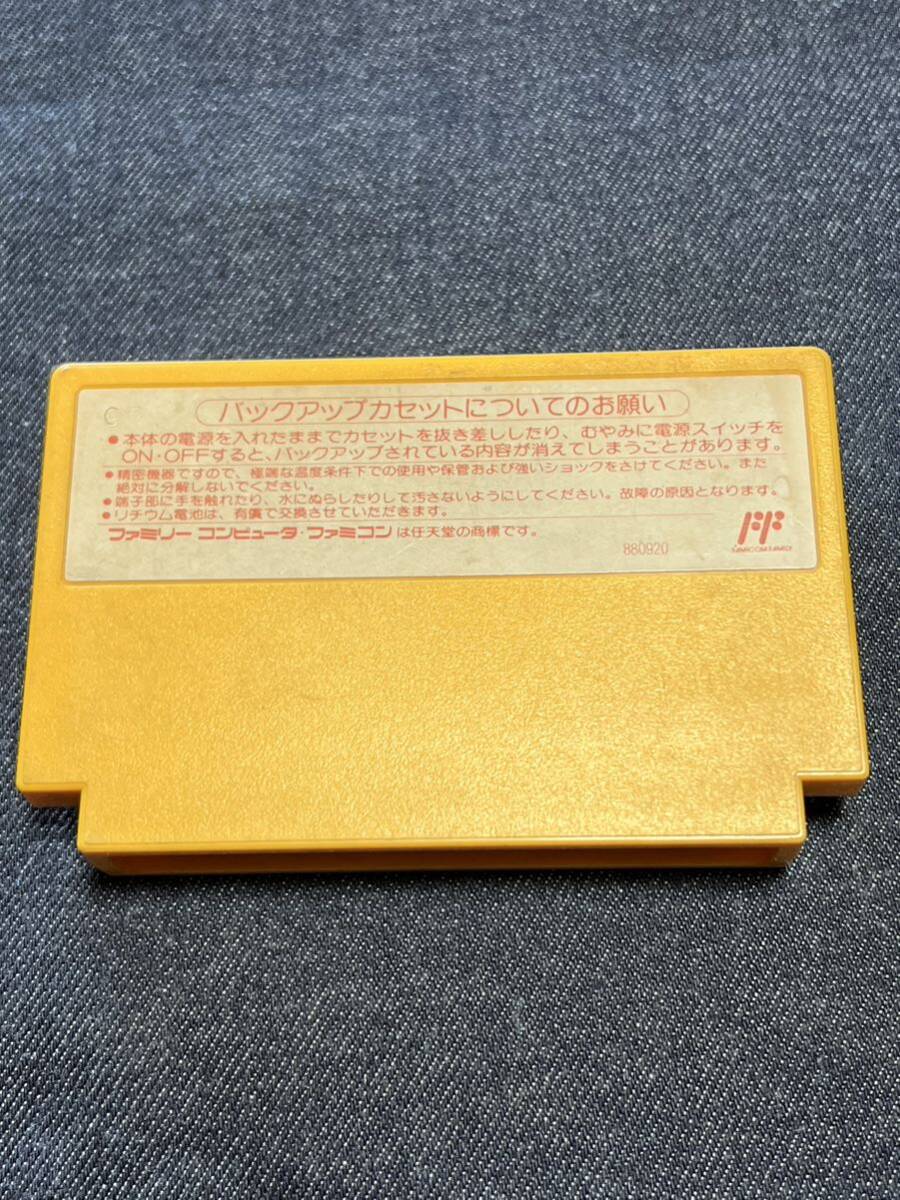 バックアップカセットについてのお願い
●本体の電源を入れたままでカセットを抜き差ししたり、むやみに電源スイッチを
ON・OFFすると、バックアップされている内容が消えてしまうことがあります。
●精密機器ですので、極端な温度条件下での使用や保管および強いショックをさけてください。また
絶対に分解しないでください。
●端子部に手を触れたり、水にぬらしたりして汚さないようにしてください。故障の原因となります。
●リチウム電池は、有償で交換させていただきます。
ファミリーコンピュータ・ファミコンは任天堂の商標です。
880920